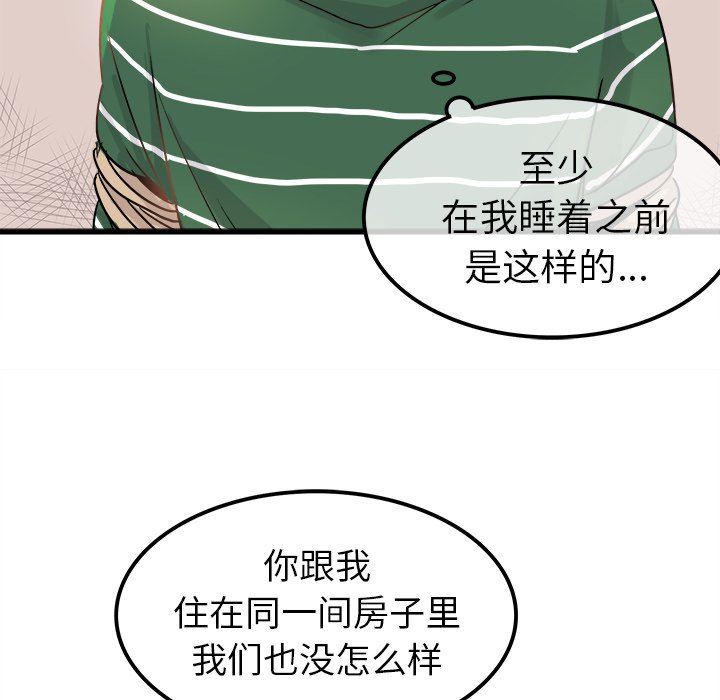 至少
在我睡着之前
是这样的...
你跟我
住在同一间房子里
我们也没怎么样